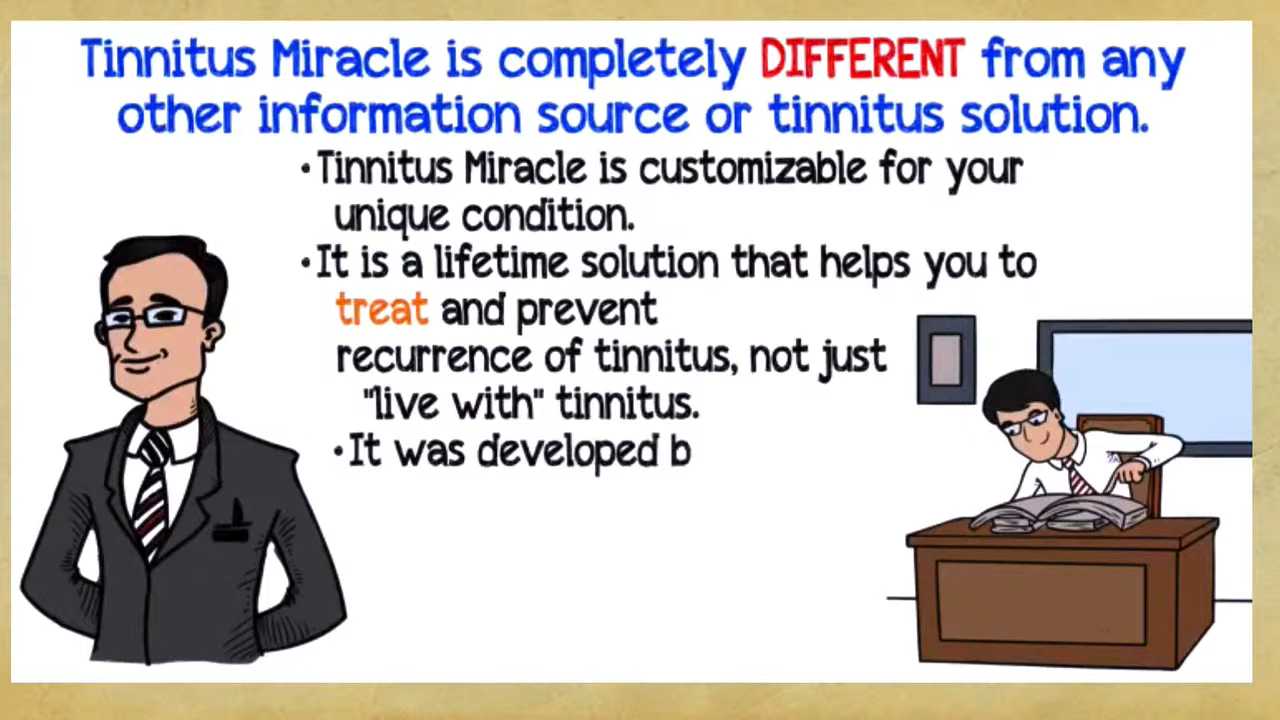 Tinnitus Miracle is completely DIFFERENT from any
other information source or tinnitus solution.
•Tinnitus Miracle is customizable for your
unique condition.
•It is a lifetime solution that helps you to
treat and prevent
recurrence of tinnitus, not just
"live with" tinnitus.
•It was developed b